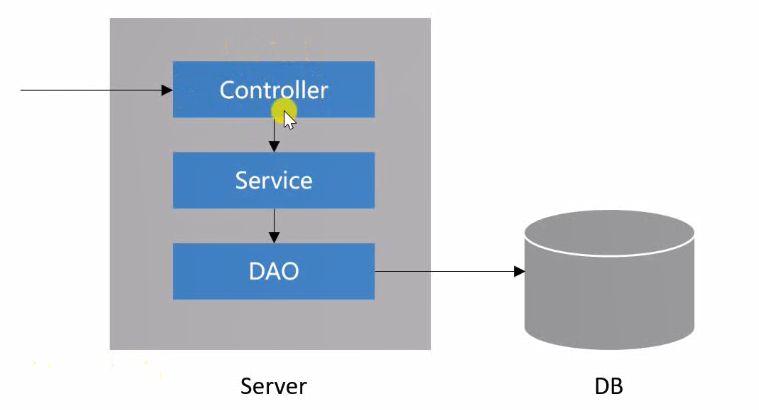 Controller
Service
DAO
Server
DB